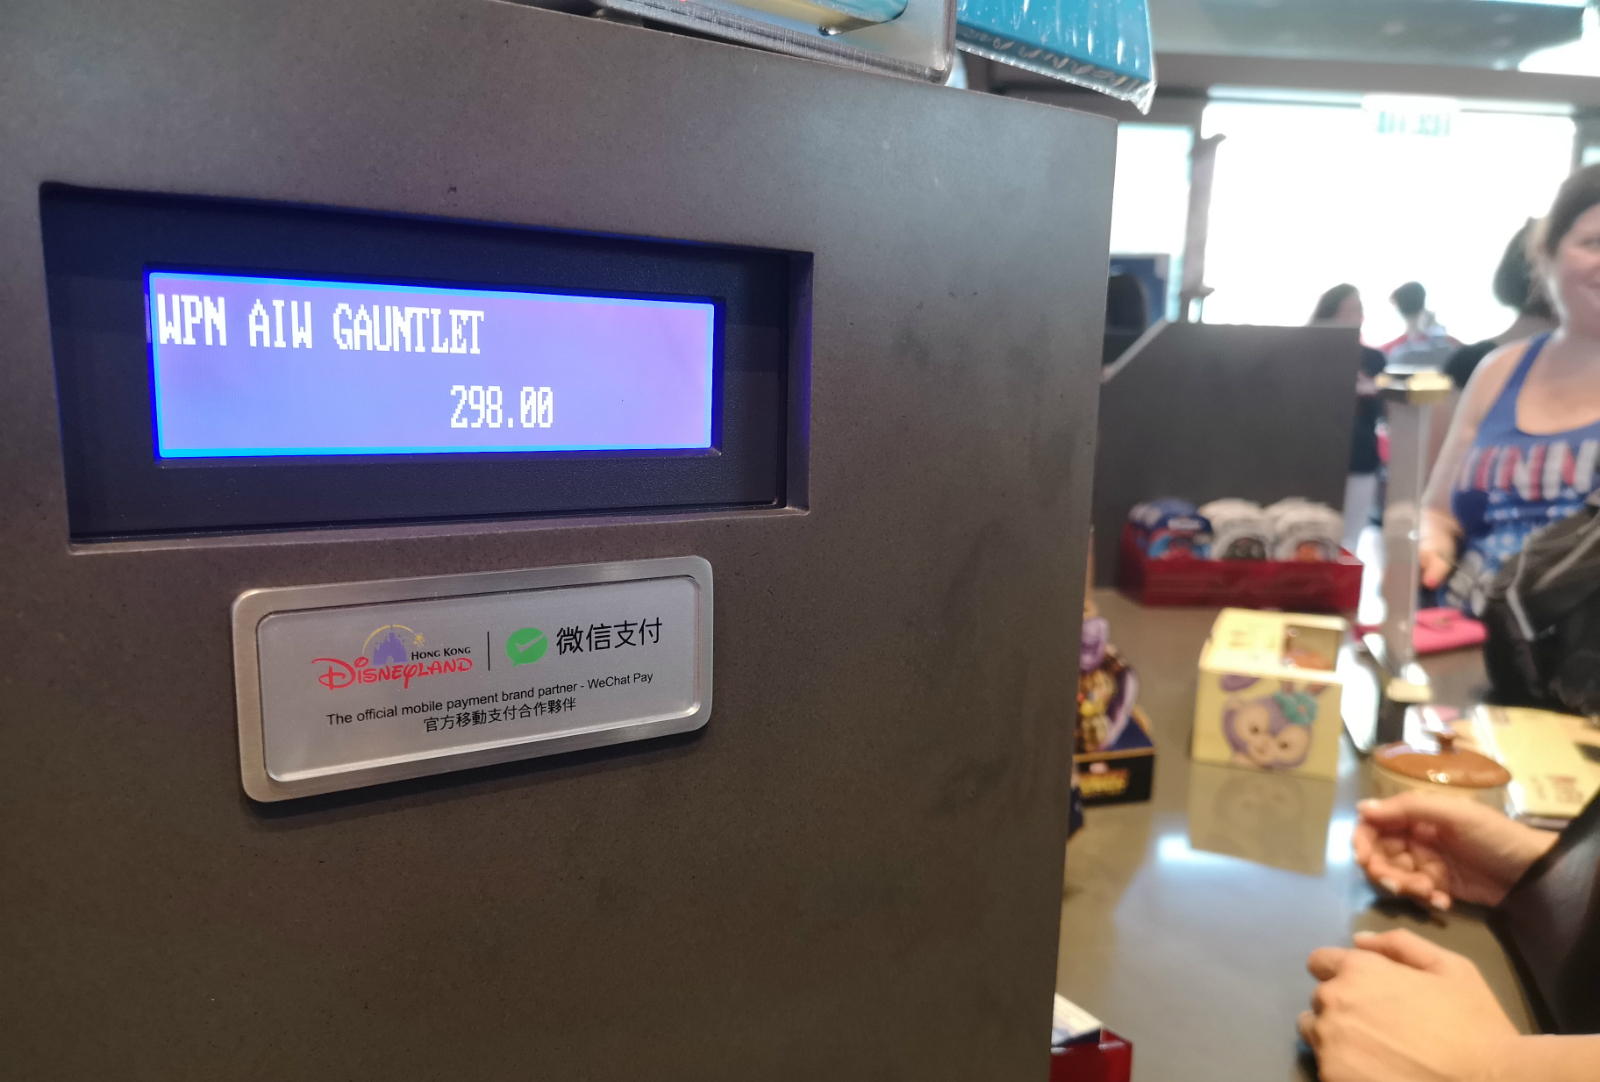 WPN AIW GAUNTLET
298.00
HONG KONG
DISNEYLAND
微信支付
The official mobile payment brand partner - WeChat Pay
官方移動支付合作夥伴